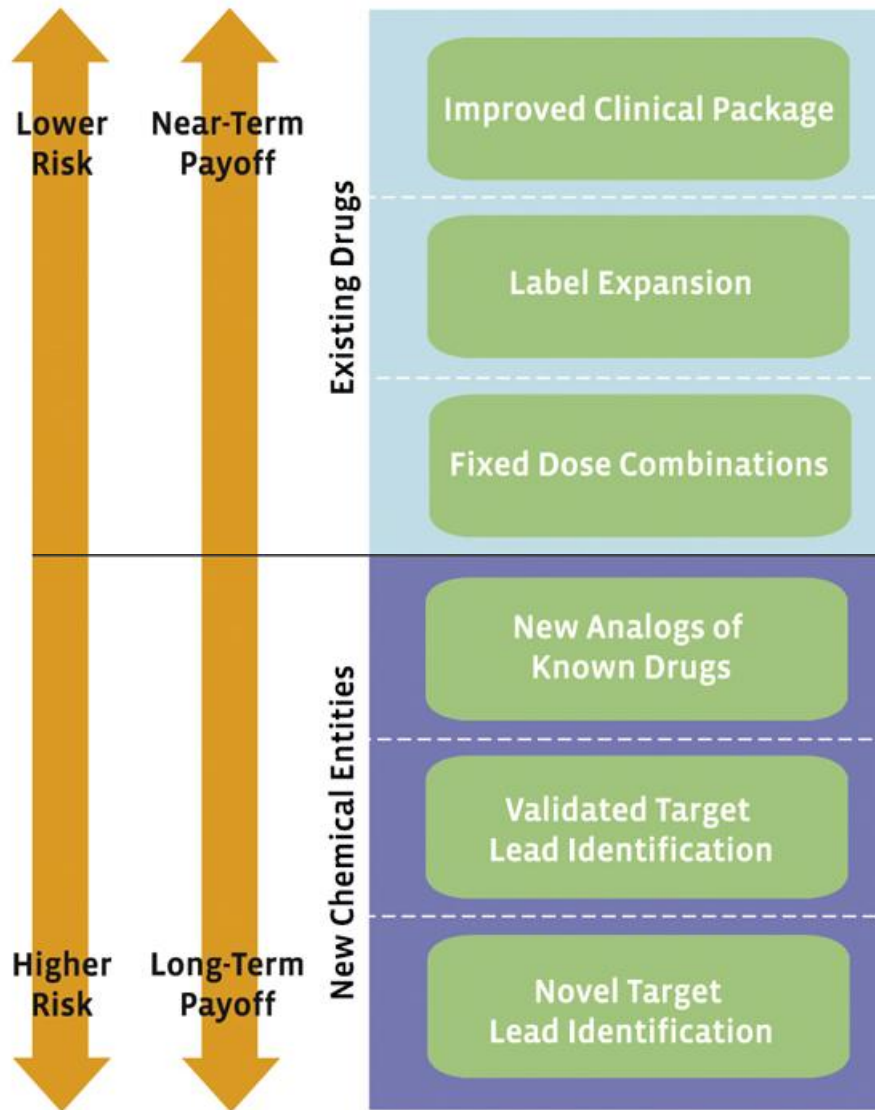 Lower
Risk
Near-Term
Payoff
Higher
Risk
Long-Term
Payoff
Existing Drugs
Improved Clinical Package
Label Expansion
Fixed Dose Combinations
New Chemical Entities
New Analogs of
Known Drugs
Validated Target
Lead Identification
Novel Target
Lead Identification